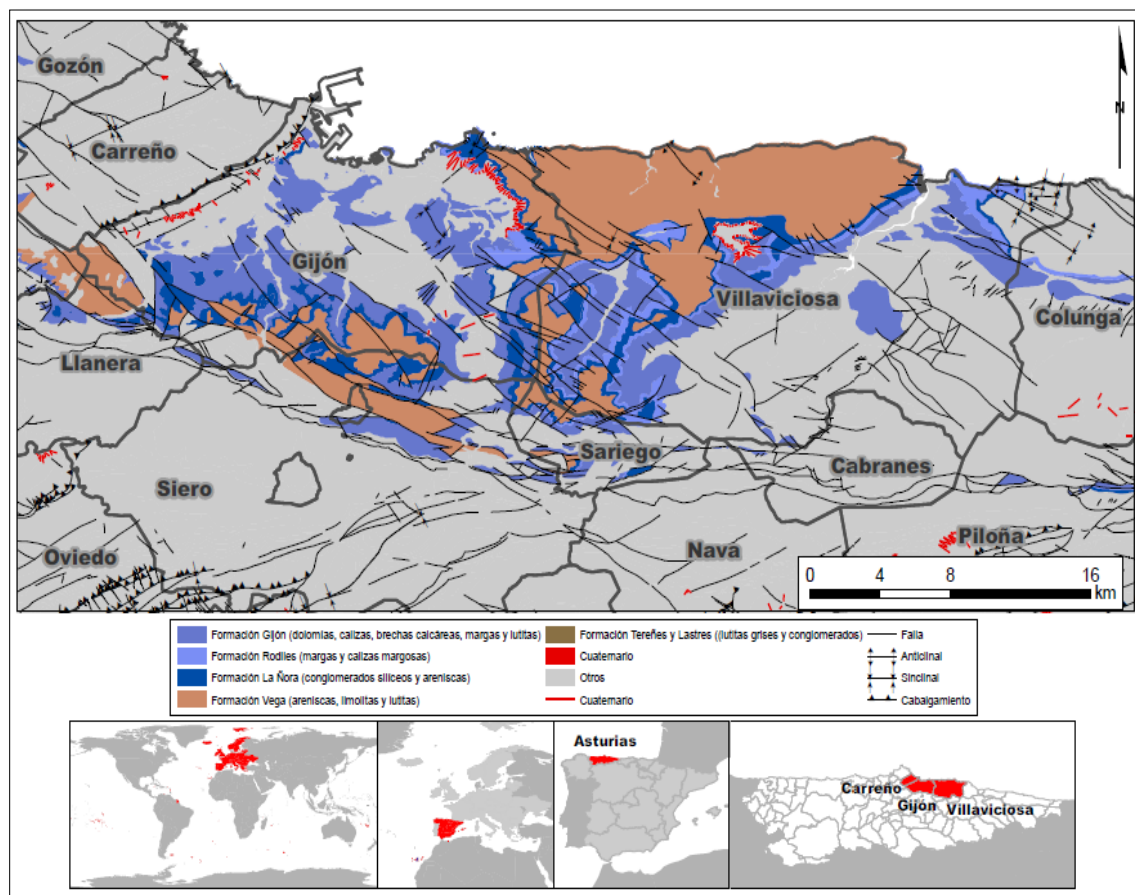 Gozón
Carreño
Gijón
Villaviciosa
Colunga
Llanera
Sariego
Cabranes
Siero
Oviedo
Nava
Piloña
N
0 4 8 16
km
Formación Gijón (dolomías, calizas, brechas calcáreas, margas y lutitas)
Formación Rodiles (margas y calizas margosas)
Formación La Ñora (conglomerados silíceos y areniscas)
Formación Vega (areniscas, limolitas y lutitas)
Formación Tereñes y Lastres ((lutitas grises y conglomerados)
Cuaternario
Otros
Cuaternario
Falla
Anticlinal
Sinclinal
Cabalgamiento
Asturias
Carreño
Gijón
Villaviciosa